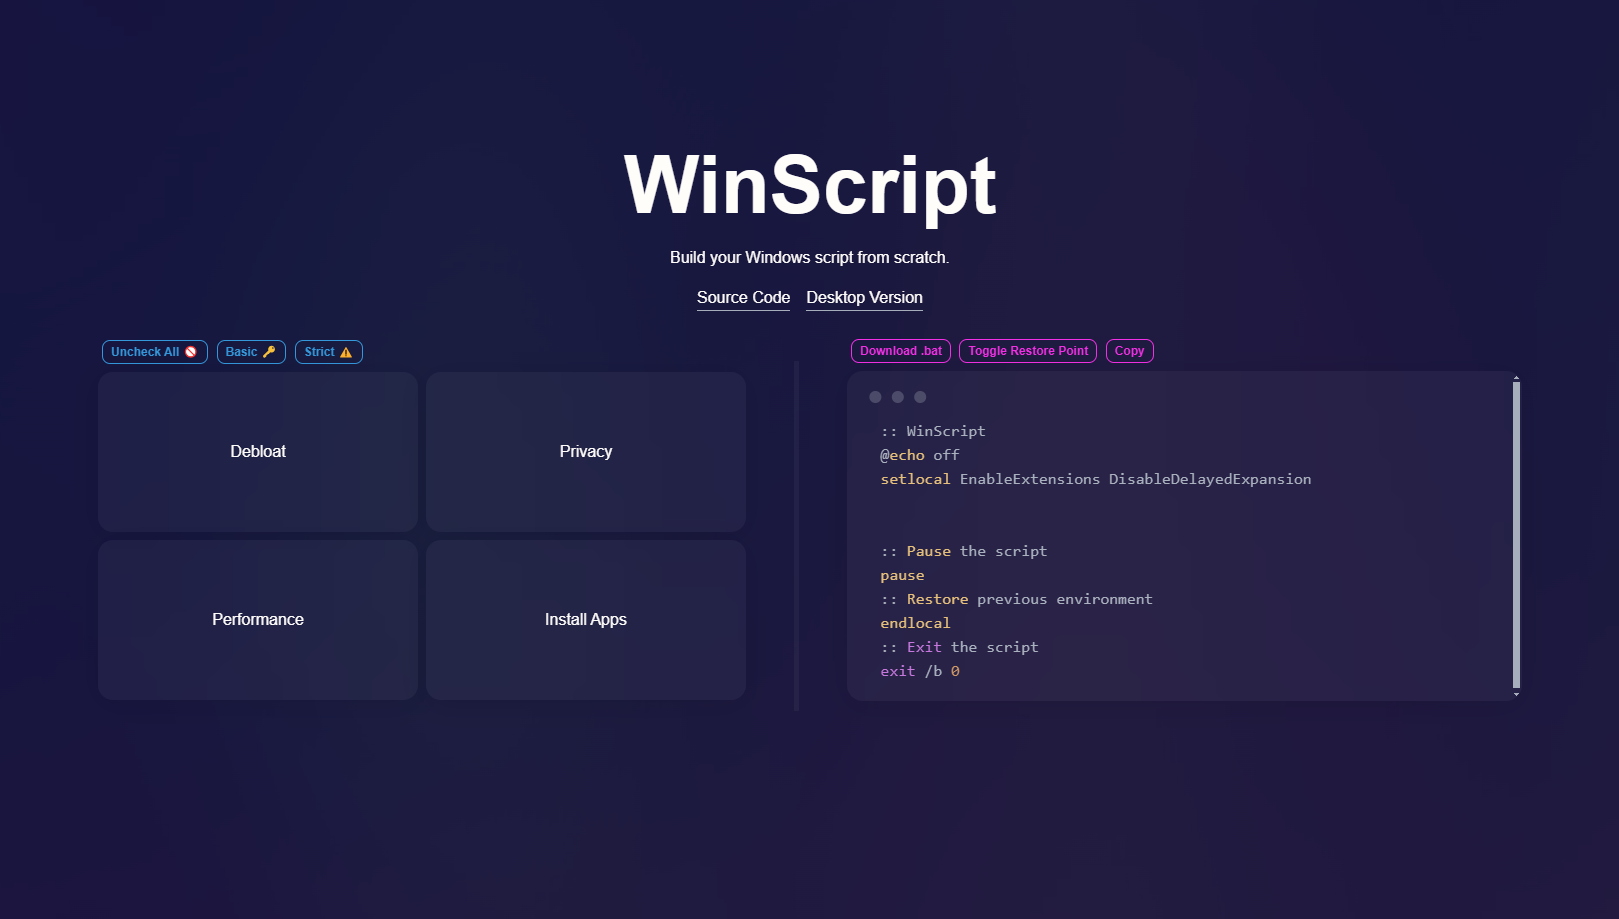 WinScript
Build your Windows script from scratch.
Source Code Desktop Version
Uncheck All 🚫 Basic 🔑 Strict ⚠️
Debloat Privacy
Performance Install Apps
Download .bat Toggle Restore Point Copy
:: WinScript
@echo off
setlocal EnableExtensions DisableDelayedExpansion
:: Pause the script
pause
:: Restore previous environment
endlocal
:: Exit the script
exit /b 0